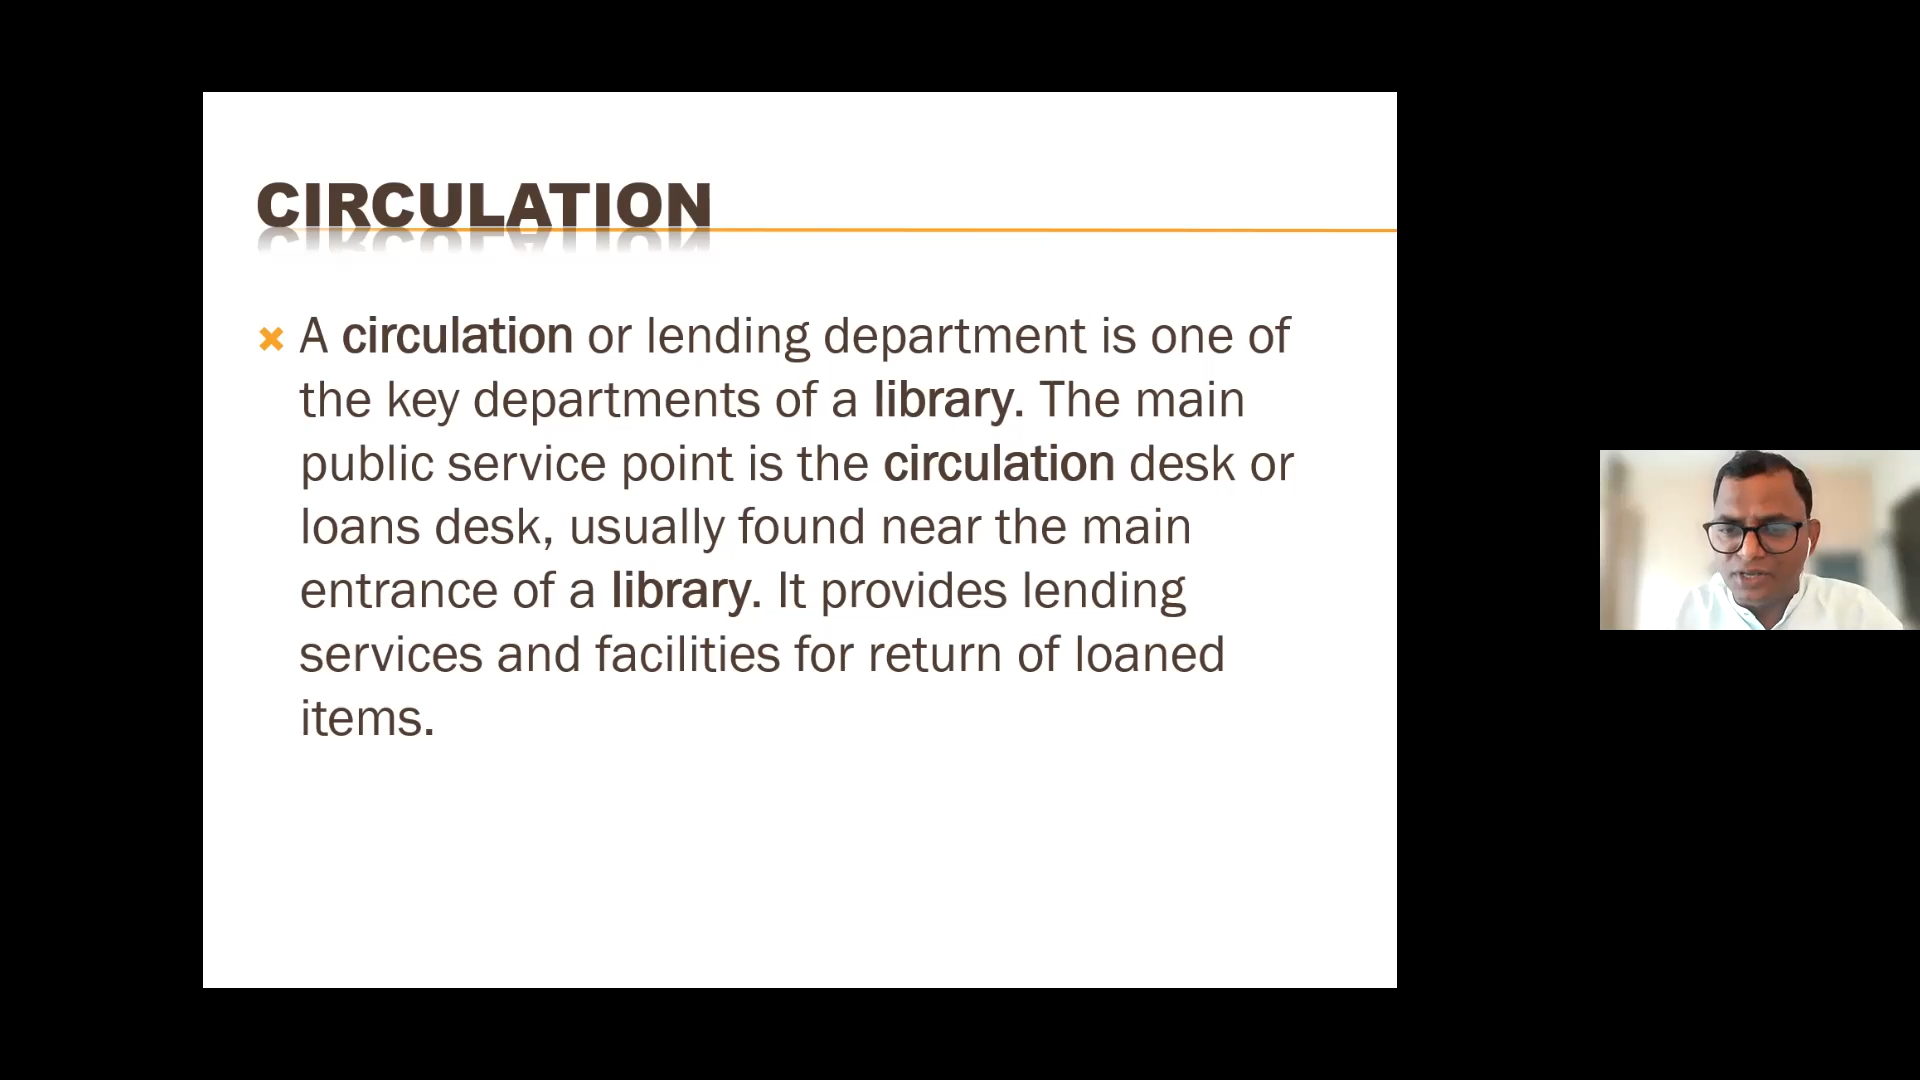 CIRCULATION
A circulation or lending department is one of
the key departments of a library. The main
public service point is the circulation desk or
loans desk, usually found near the main
entrance of a library. It provides lending
services and facilities for return of loaned
items.